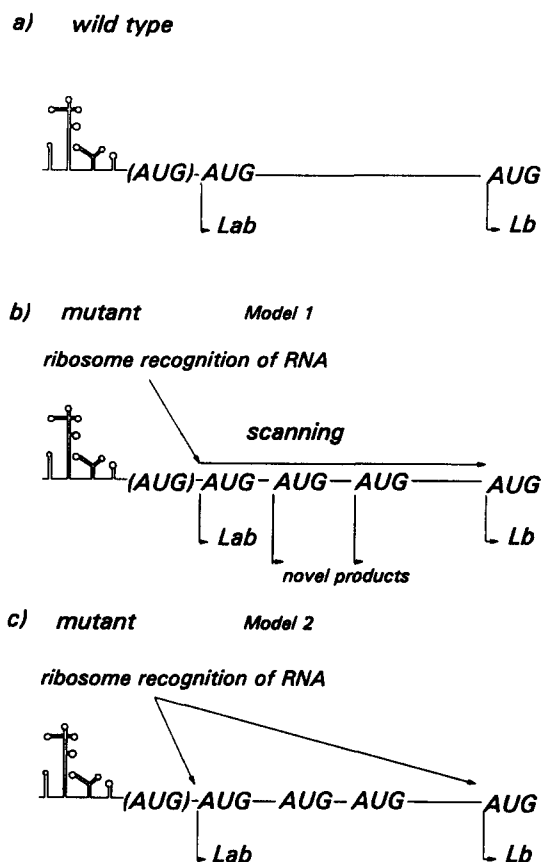 a) wild type
(AUG)-AUG AUG
Lab Lb
b) mutant Model 1
ribosome recognition of RNA
scanning
(AUG)-AUG-AUG-AUG AUG
Lab Lb
novel products
c) mutant Model 2
ribosome recognition of RNA
(AUG)-AUG-AUG-AUG AUG
Lab Lb